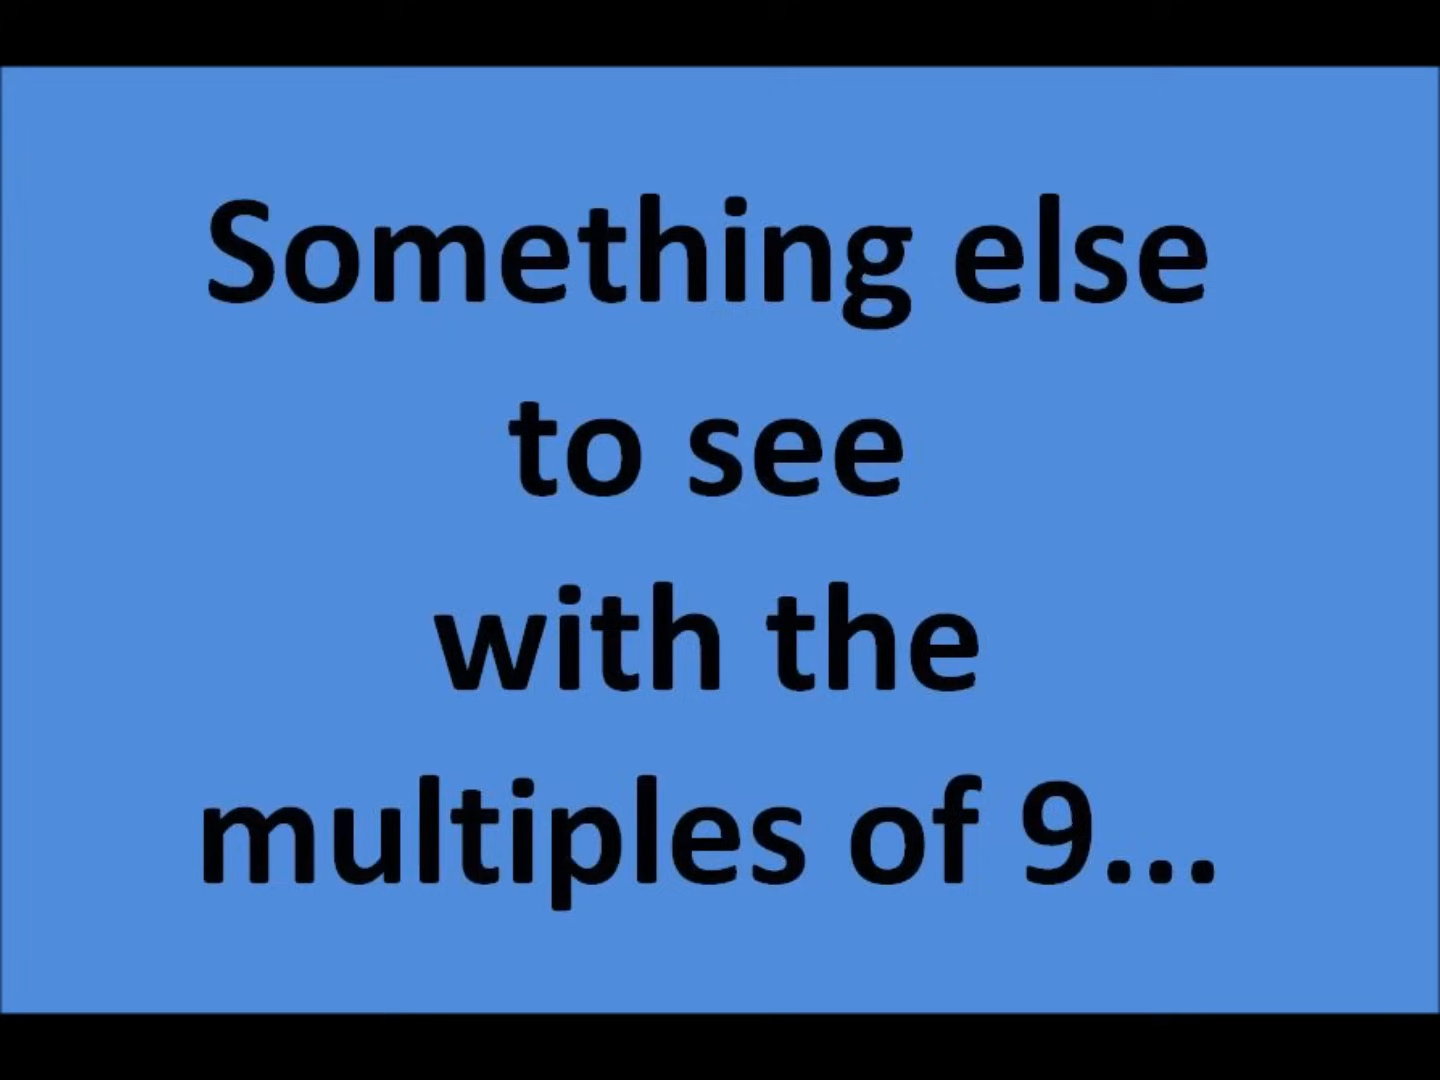 Something else
to see
with the
multiples of 9...